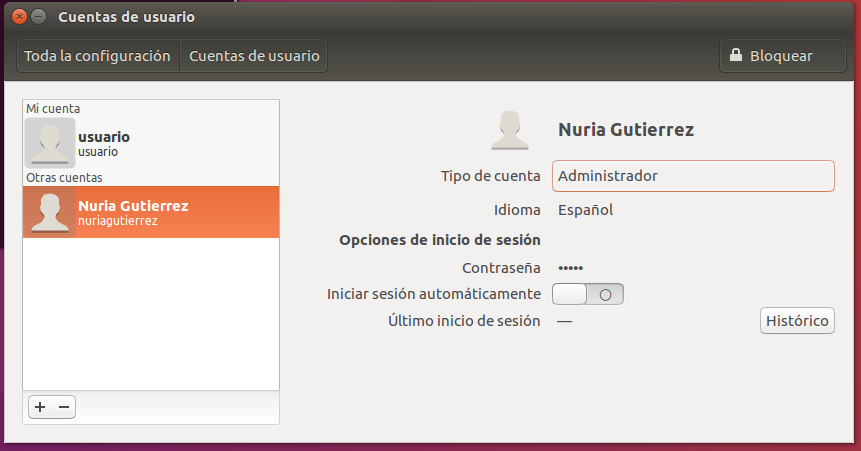 Cuentas de usuario
Toda la configuración Cuentas de usuario Bloquear
Mi cuenta
usuario
usuario
Otras cuentas
Nuria Gutierrez
nuriagutierrez
Nuria Gutierrez
Tipo de cuenta Administrador
Idioma Español
Opciones de inicio de sesión
Contraseña •••••
Iniciar sesión automáticamente
Último inicio de sesión — Histórico